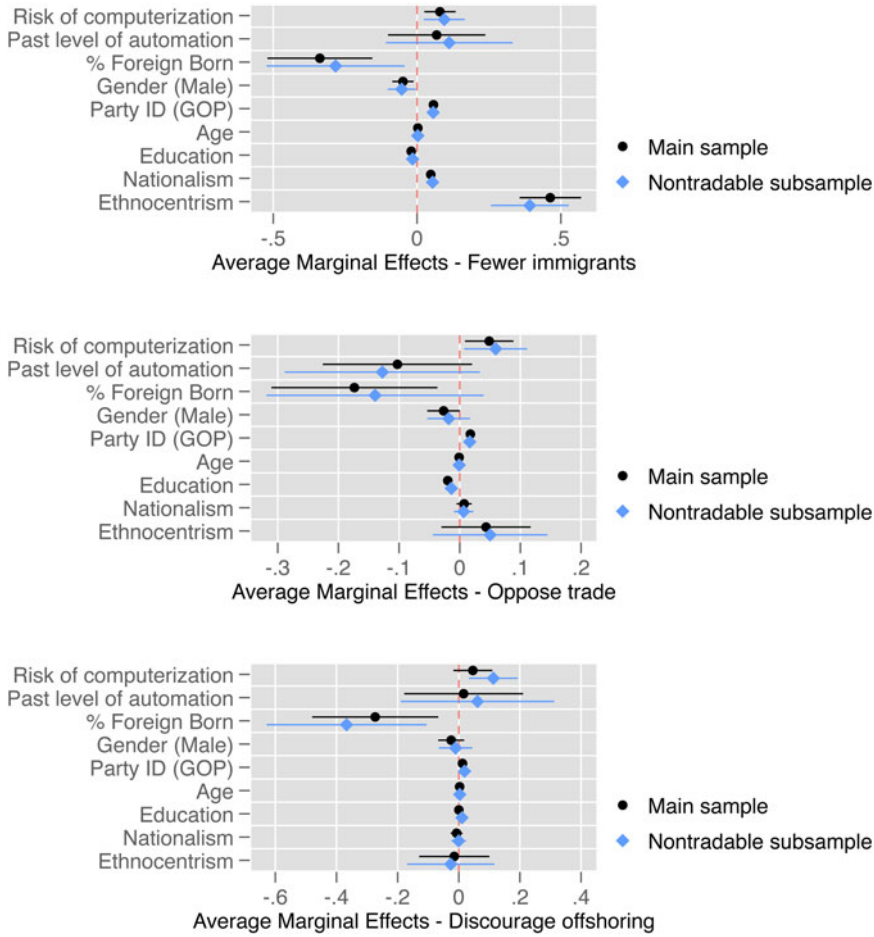 Risk of computerization
Past level of automation
% Foreign Born
Gender (Male)
Party ID (GOP)
Age
Education
Nationalism
Ethnocentrism
Main sample
Nontradable subsample
-.5 0 .5
Average Marginal Effects - Fewer immigrants
Risk of computerization
Past level of automation
% Foreign Born
Gender (Male)
Party ID (GOP)
Age
Education
Nationalism
Ethnocentrism
Main sample
Nontradable subsample
-.3 -.2 -.1 0 .1 .2
Average Marginal Effects - Oppose trade
Risk of computerization
Past level of automation
% Foreign Born
Gender (Male)
Party ID (GOP)
Age
Education
Nationalism
Ethnocentrism
Main sample
Nontradable subsample
-.6 -.4 -.2 0 .2 .4
Average Marginal Effects - Discourage offshoring